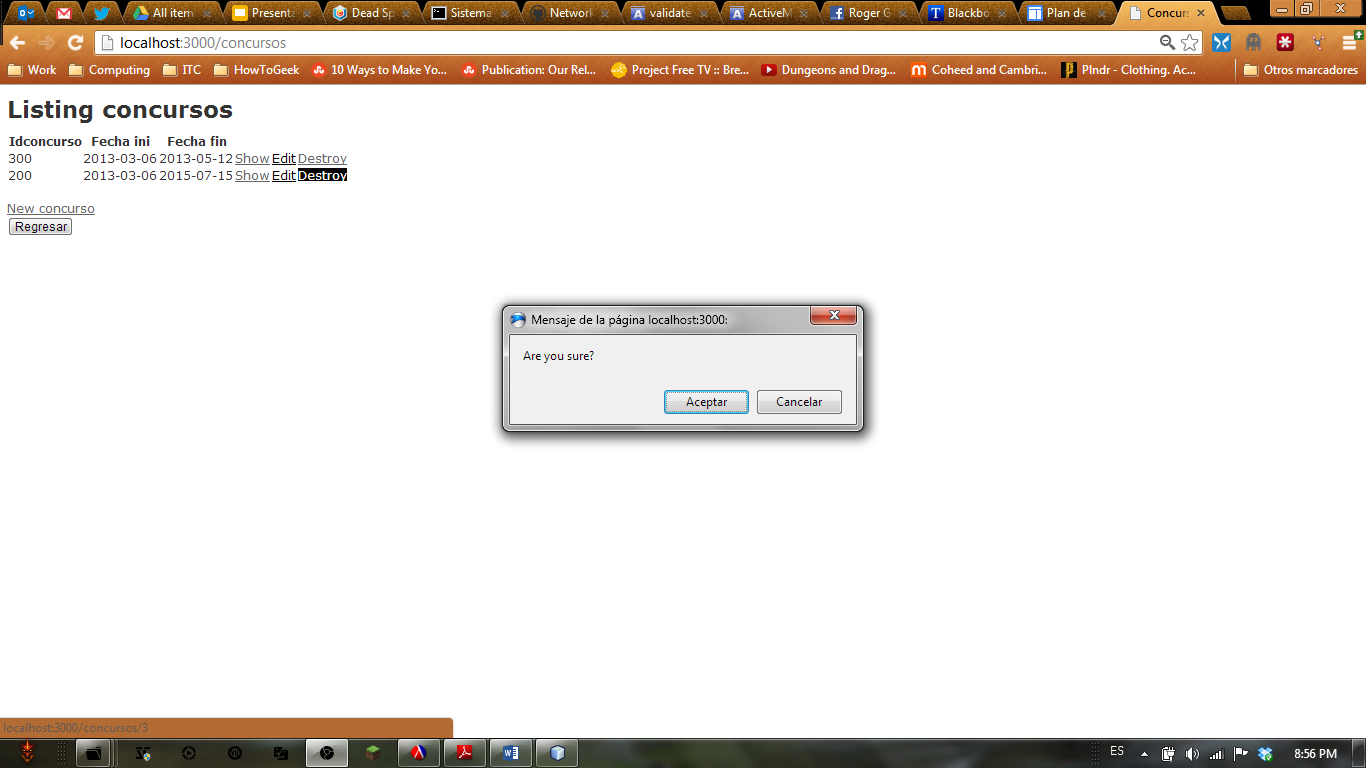 All item
Presenta
Dead Sp
Sistema
Network
validate
ActiveM
Roger G
Blackbo
Plan de
Concurs
localhost:3000/concursos
Work
Computing
ITC
HowToGeek
10 Ways to Make Yo...
Publication: Our Rel...
Project Free TV :: Bre...
Dungeons and Drag...
Coheed and Cambri...
Plndr - Clothing. Ac...
Otros marcadores
Listing concursos
Idconcurso Fecha ini Fecha fin
300 2013-03-06 2013-05-12 Show Edit Destroy
200 2013-03-06 2015-07-15 Show Edit Destroy
New concurso
Regresar
Mensaje de la página localhost:3000:
Are you sure?
Aceptar Cancelar
localhost:3000/concursos/3
ES
8:56 PM